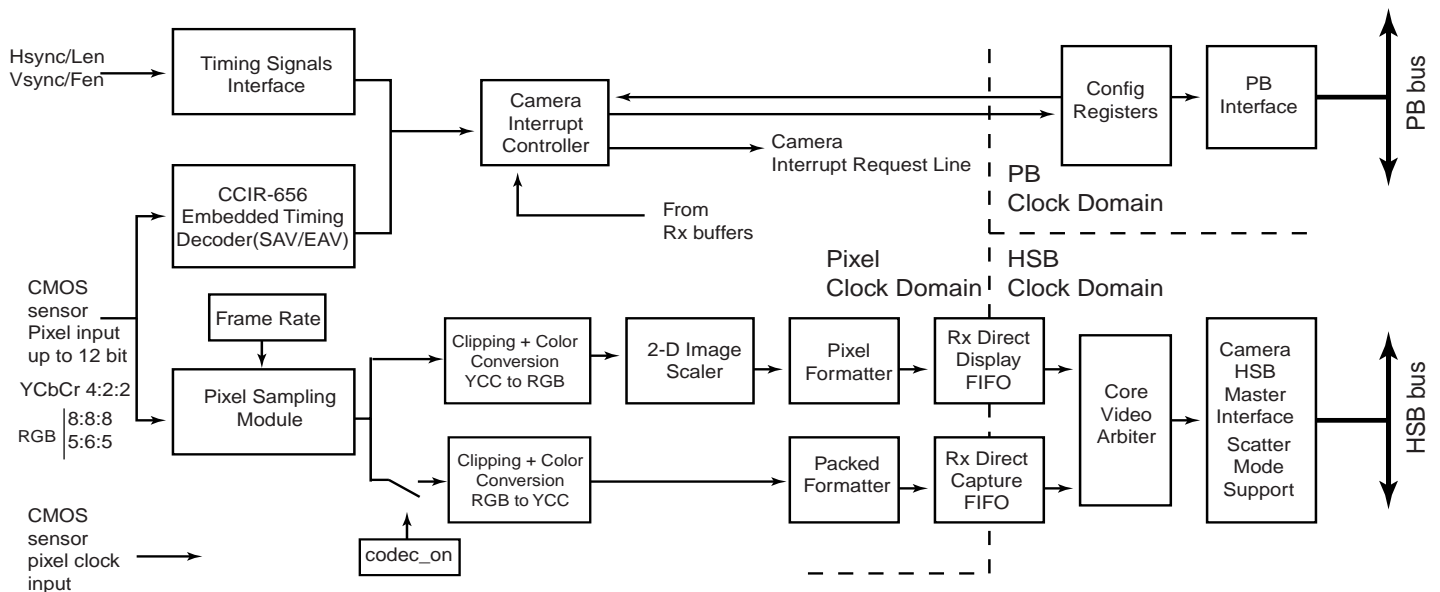 Hsync/Len
Vsync/Fen
Timing Signals
Interface
CCIR-656
Embedded Timing
Decoder(SAV/EAV)
Camera
Interrupt
Controller
Camera
Interrupt Request Line
From
Rx buffers
Config
Registers
PB
Interface
PB bus
PB
Clock Domain
Pixel
Clock Domain
HSB
Clock Domain
CMOS
sensor
Pixel input
up to 12 bit
YCbCr 4:2:2
RGB
8:8:8
5:6:5
Frame Rate
Pixel Sampling
Module
Clipping + Color
Conversion
YCC to RGB
2-D Image
Scaler
Pixel
Formatter
Rx Direct
Display
FIFO
Core
Video
Arbiter
Camera
HSB
Master
Interface
Scatter
Mode
Support
HSB bus
Clipping + Color
Conversion
RGB to YCC
Packed
Formatter
Rx Direct
Capture
FIFO
codec_on
CMOS
sensor
pixel clock
input